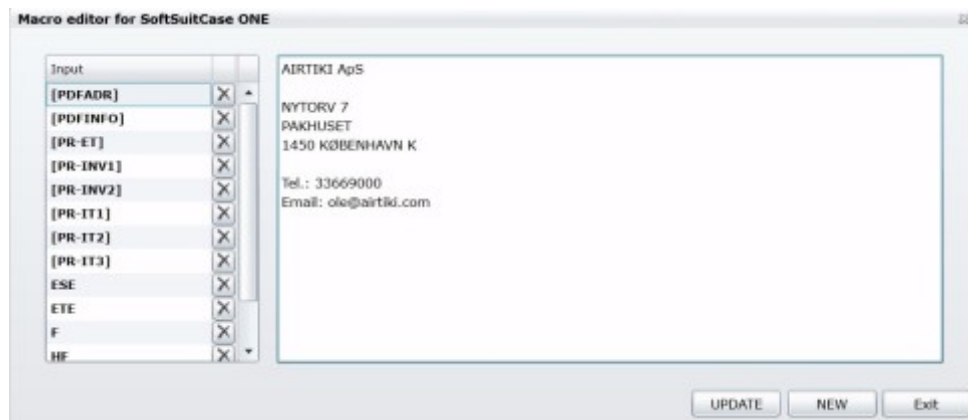 Macro editor for SoftSuitCase ONE
Input
[PDFADR]
[PDFINFO]
[PR-ET]
[PR-INV1]
[PR-INV2]
[PR-IT1]
[PR-IT2]
[PR-IT3]
ESE
ETE
F
HF
AIRTIKI ApS
NYTORV 7
PAKHUSET
1450 KØBENHAVN K
Tel.: 33669000
Email: ole@airtiki.com
UPDATE
NEW
Exit